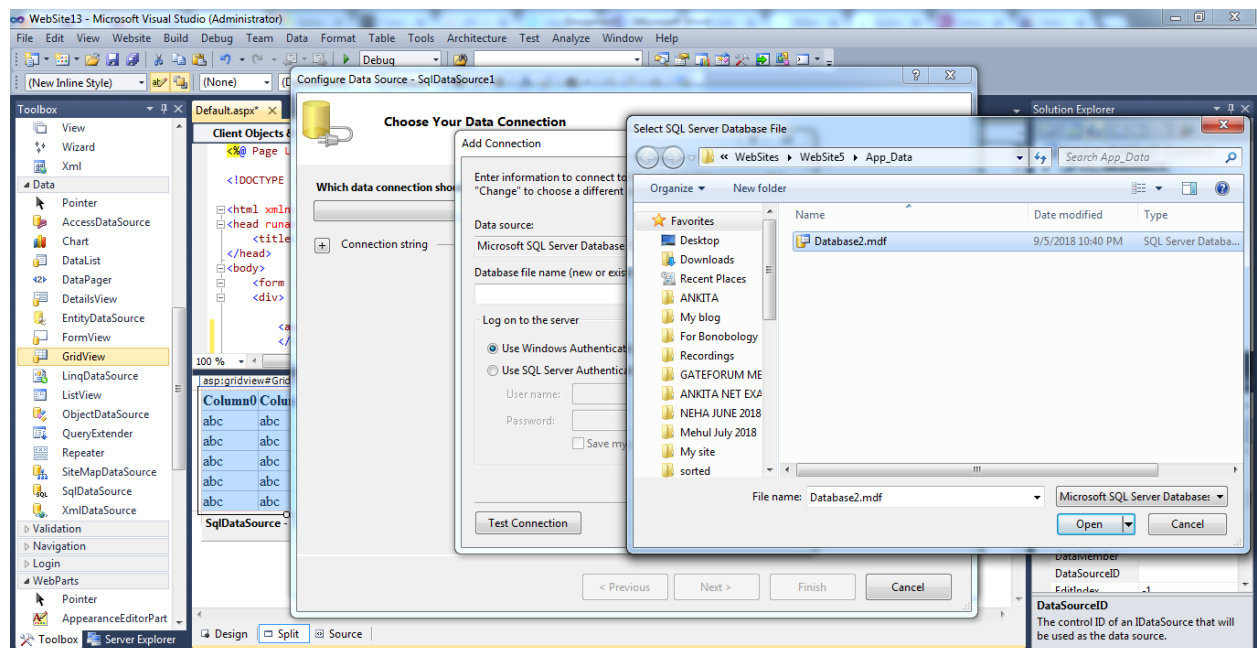 WebSite13 - Microsoft Visual Studio (Administrator)
File Edit View Website Build Debug Team Data Format Table Tools Architecture Test Analyze Window Help
Debug
(New Inline Style) (None)
Toolbox
View
Wizard
Xml
Data
Pointer
AccessDataSource
Chart
DataList
DataPager
DetailsView
EntityDataSource
FormView
GridView
LinqDataSource
ListView
ObjectDataSource
QueryExtender
Repeater
SiteMapDataSource
SqlDataSource
XmlDataSource
Validation
Navigation
Login
WebParts
Pointer
AppearanceEditorPart
Toolbox Server Explorer
Default.aspx*
Client Objects &
<%@ Page L
<!DOCTYPE
<html xmln
<head runa
<title
</head>
<body>
<form
<div>
<a
</
100 %
asp:gridview#Grid
Column0 Colu
abc abc
abc abc
abc abc
abc abc
abc abc
SqlDataSource -
Design Split Source
Configure Data Source - SqlDataSource1
Choose Your Data Connection
Which data connection shou
Connection string
< Previous Next > Finish Cancel
Add Connection
Enter information to connect to
"Change" to choose a different
Data source:
Microsoft SQL Server Database
Database file name (new or exis
Log on to the server
Use Windows Authenticat
Use SQL Server Authentica
User name:
Password:
Save my
Test Connection
Select SQL Server Database File
« WebSites WebSite5 App_Data
Search App_Data
Organize New folder
Favorites
Desktop
Downloads
Recent Places
ANKITA
My blog
For Bonobology
Recordings
GATEFORUM ME
ANKITA NET EXA
NEHA JUNE 2018
Mehul July 2018
My site
sorted
Name Date modified Type
Database2.mdf 9/5/2018 10:40 PM SQL Server Databa...
File name: Database2.mdf Microsoft SQL Server Databases
Open Cancel
Solution Explorer
DataMember
DataSourceID
EditIndex -1
DataSourceID
The control ID of an IDataSource that will
be used as the data source.